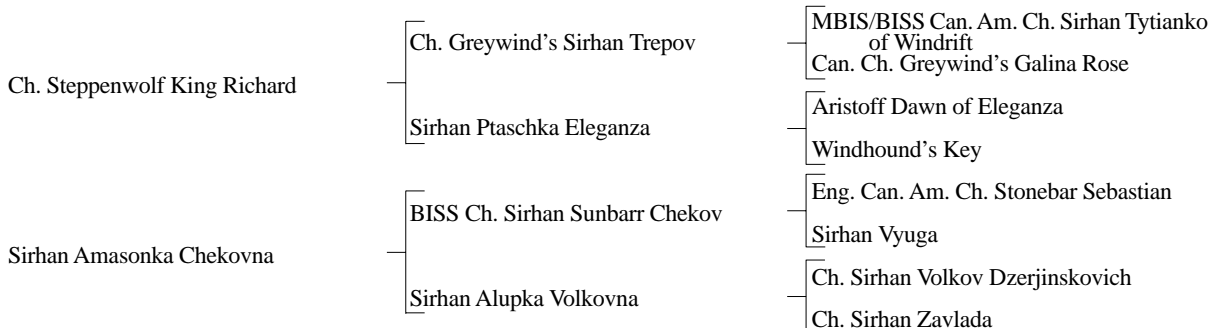 MBIS/BISS Can. Am. Ch. Sirhan Tytianko
Ch. Greywind’s Sirhan Trepov
of Windrift
Can. Ch. Greywind’s Galina Rose
Ch. Steppenwolf King Richard
Aristoff Dawn of Eleganza
Sirhan Ptaschka Eleganza
Windhound’s Key
Eng. Can. Am. Ch. Stonebar Sebastian
BISS Ch. Sirhan Sunbarr Chekov
Sirhan Vyuga
Sirhan Amasonka Chekovna
Ch. Sirhan Volkov Dzerjinskovich
Sirhan Alupka Volkovna
Ch. Sirhan Zavlada